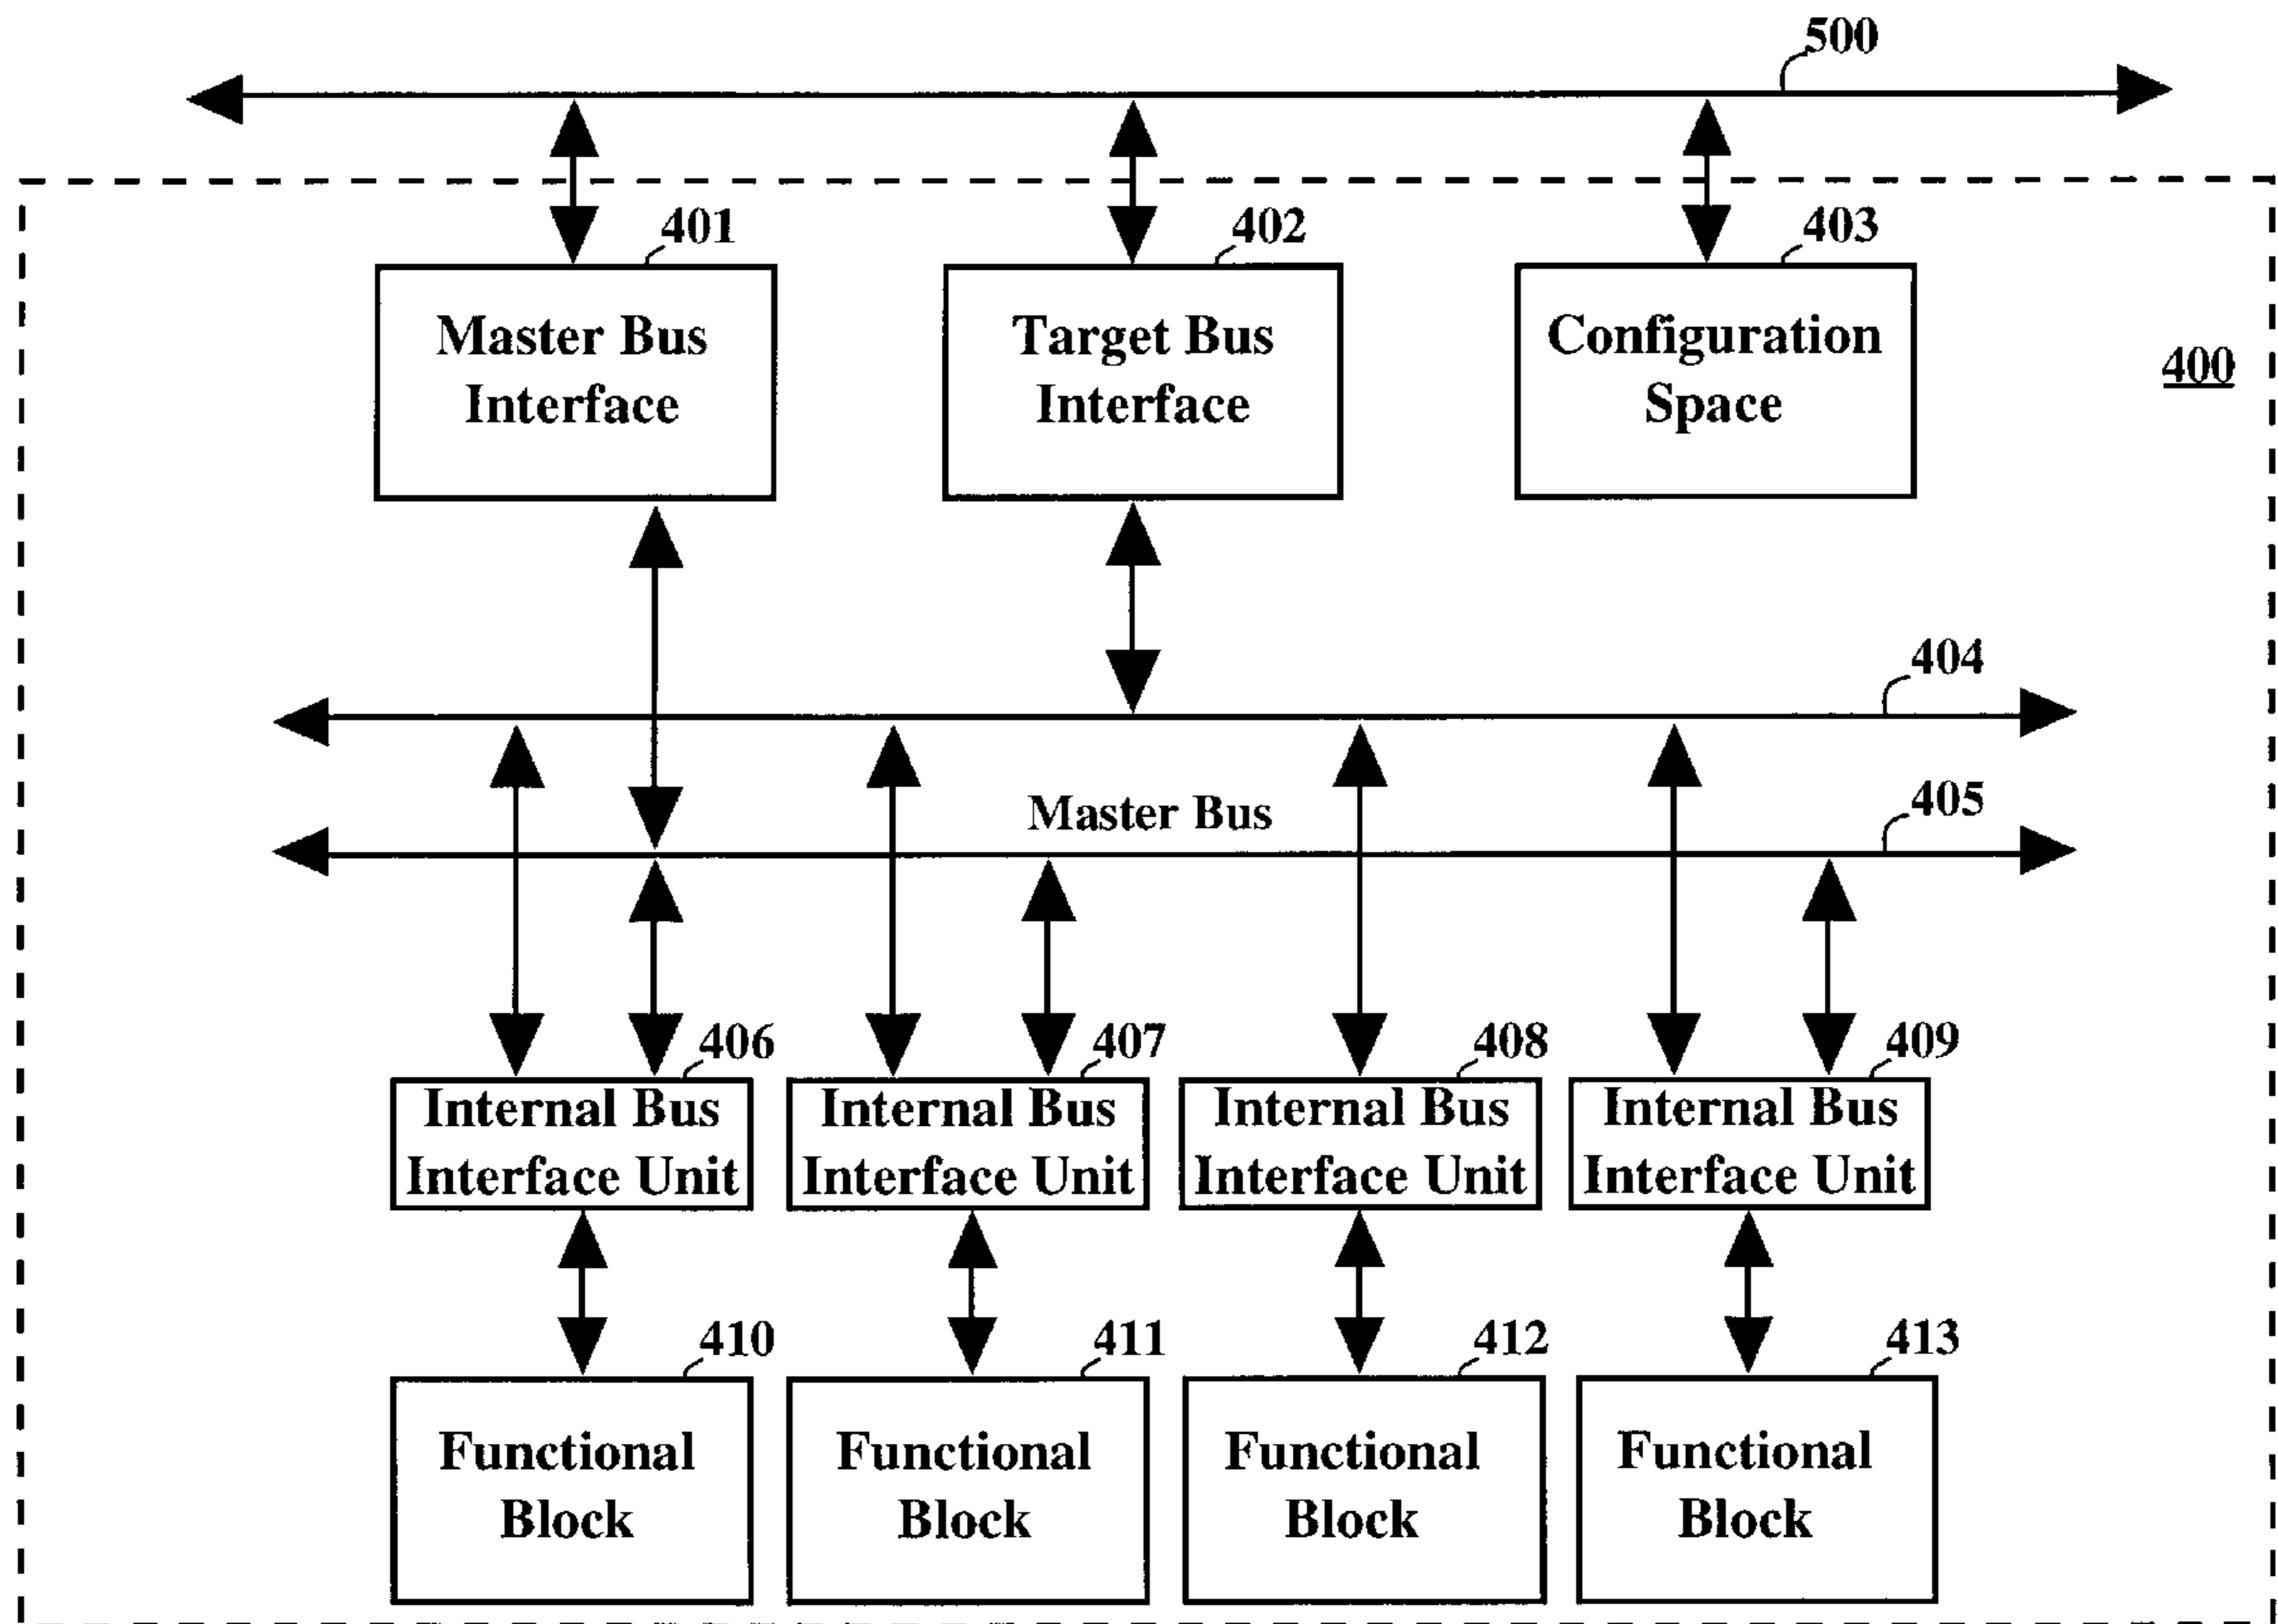 500
401
402
403
Master Bus
Interface
Target Bus
Interface
Configuration
Space
400
404
Master Bus
405
406
407
408
409
Internal Bus
Interface Unit
Internal Bus
Interface Unit
Internal Bus
Interface Unit
Internal Bus
Interface Unit
410
411
412
413
Functional
Block
Functional
Block
Functional
Block
Functional
Block